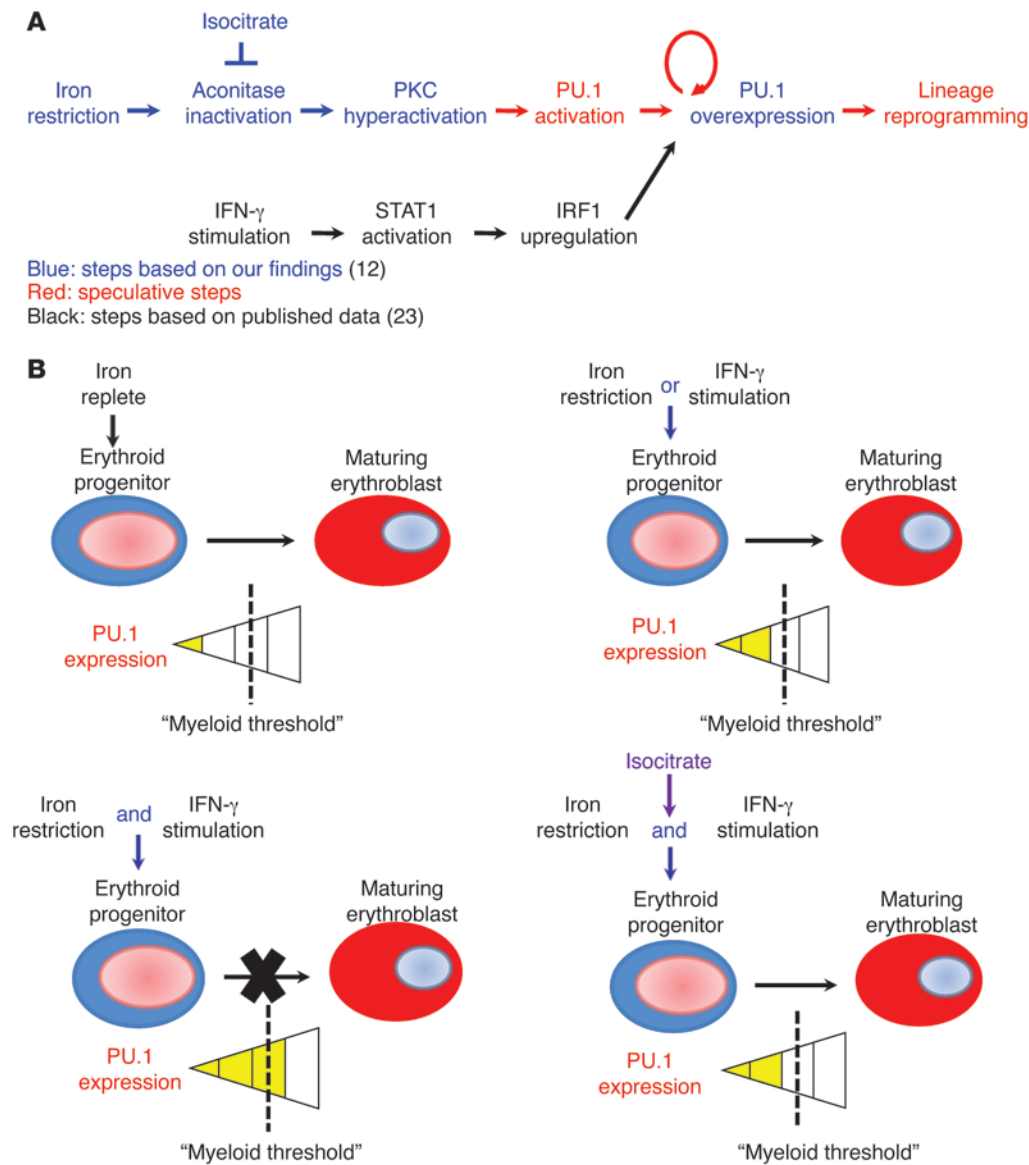 A
Isocitrate
Iron
restriction
Aconitase
inactivation
PKC
hyperactivation
PU.1
activation
PU.1
overexpression
Lineage
reprogramming
IFN-γ
stimulation
STAT1
activation
IRF1
upregulation
Blue: steps based on our findings (12)
Red: speculative steps
Black: steps based on published data (23)
B
Iron
replete
Erythroid
progenitor
Maturing
erythroblast
PU.1
expression
“Myeloid threshold”
Iron
restriction
or
IFN-γ
stimulation
Erythroid
progenitor
Maturing
erythroblast
PU.1
expression
“Myeloid threshold”
Iron
restriction
and
IFN-γ
stimulation
Erythroid
progenitor
Maturing
erythroblast
PU.1
expression
“Myeloid threshold”
Isocitrate
Iron
restriction
and
IFN-γ
stimulation
Erythroid
progenitor
Maturing
erythroblast
PU.1
expression
“Myeloid threshold”